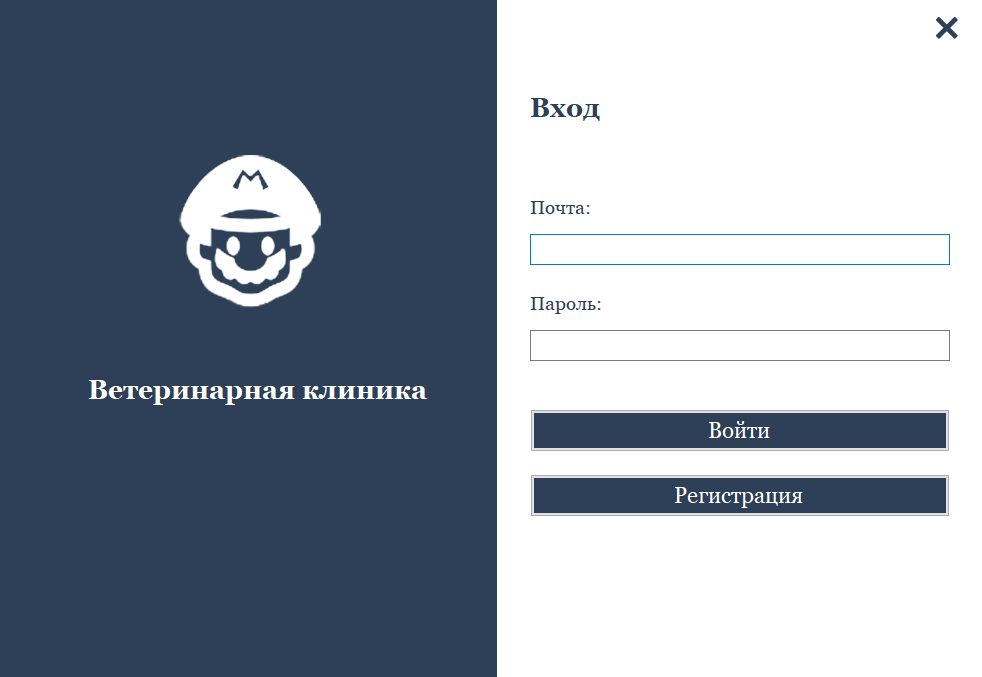 Вход
Почта:
Пароль:
Войти
Регистрация
M
Ветеринарная клиника